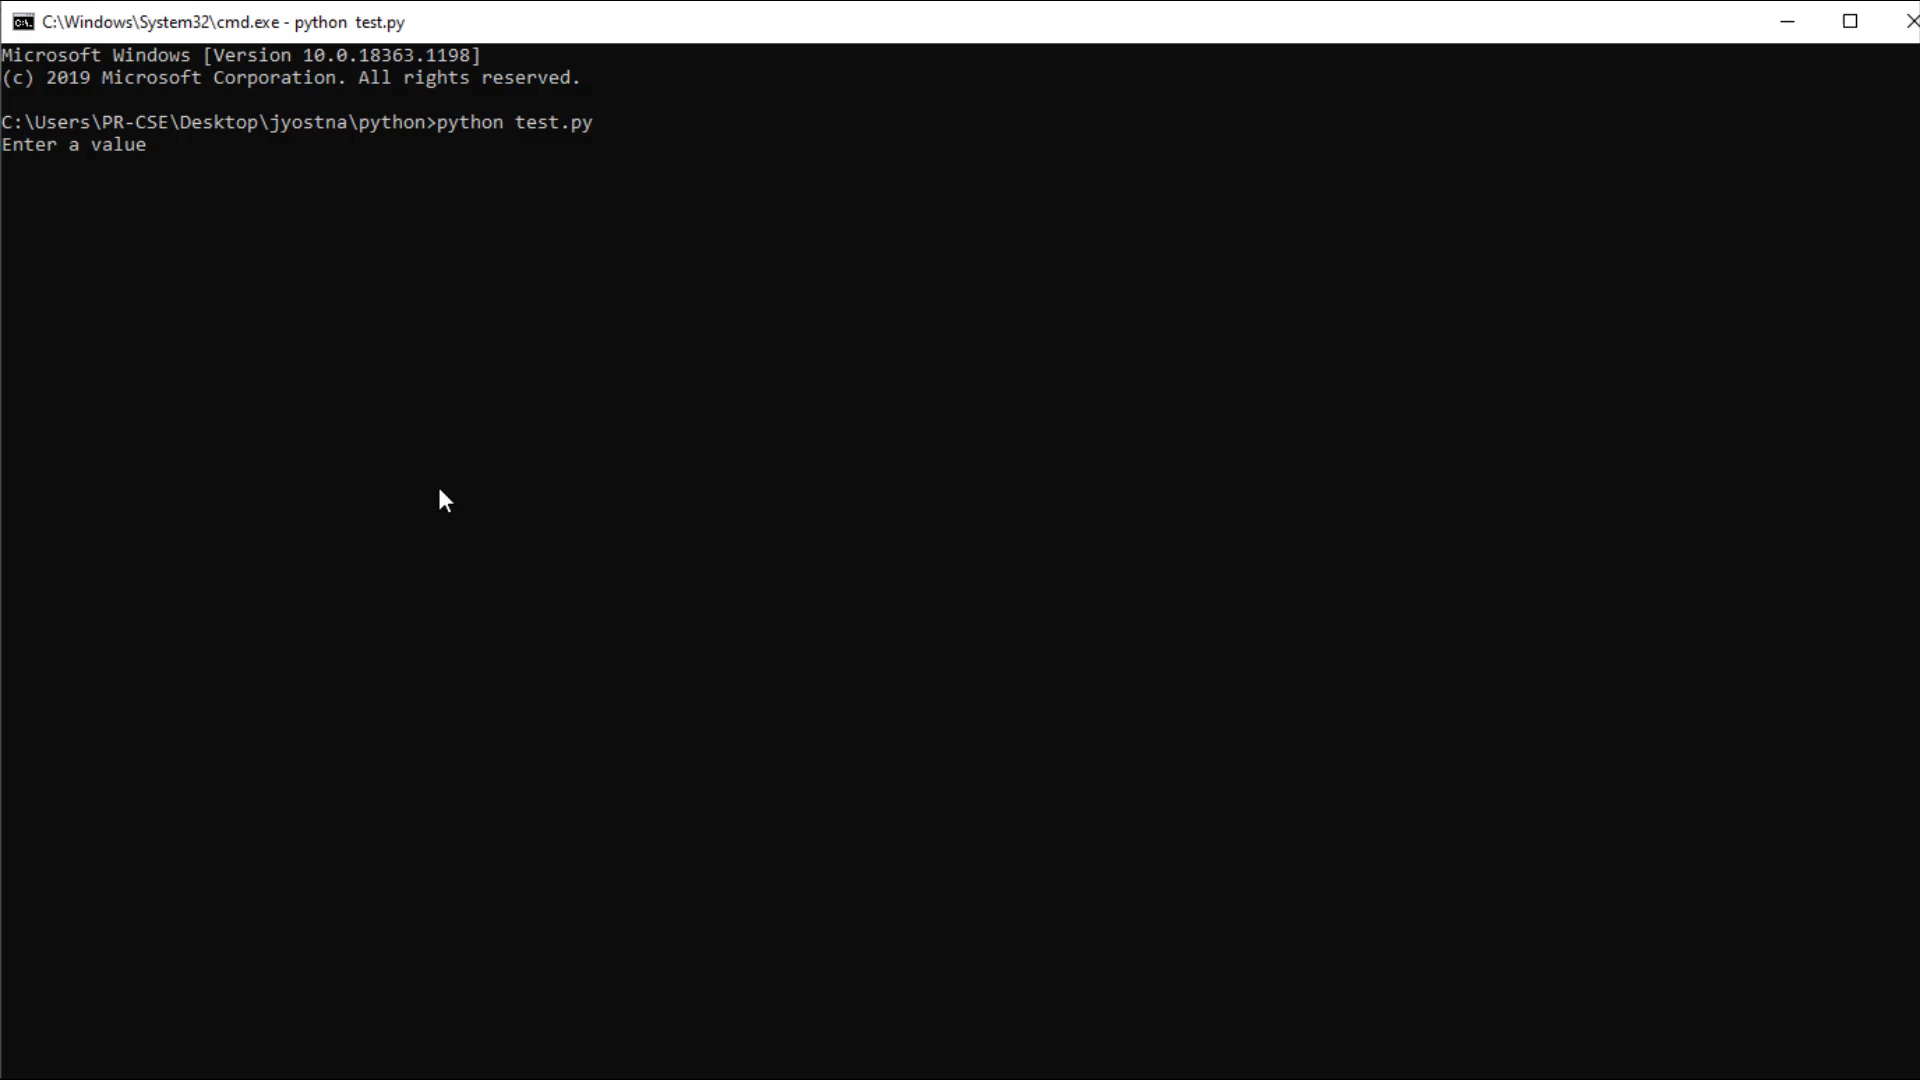 C:\Windows\System32\cmd.exe - python  test.py
Microsoft Windows [Version 10.0.18363.1198]
(c) 2019 Microsoft Corporation. All rights reserved.
C:\Users\PR-CSE\Desktop\jyostna\python>python test.py
Enter a value